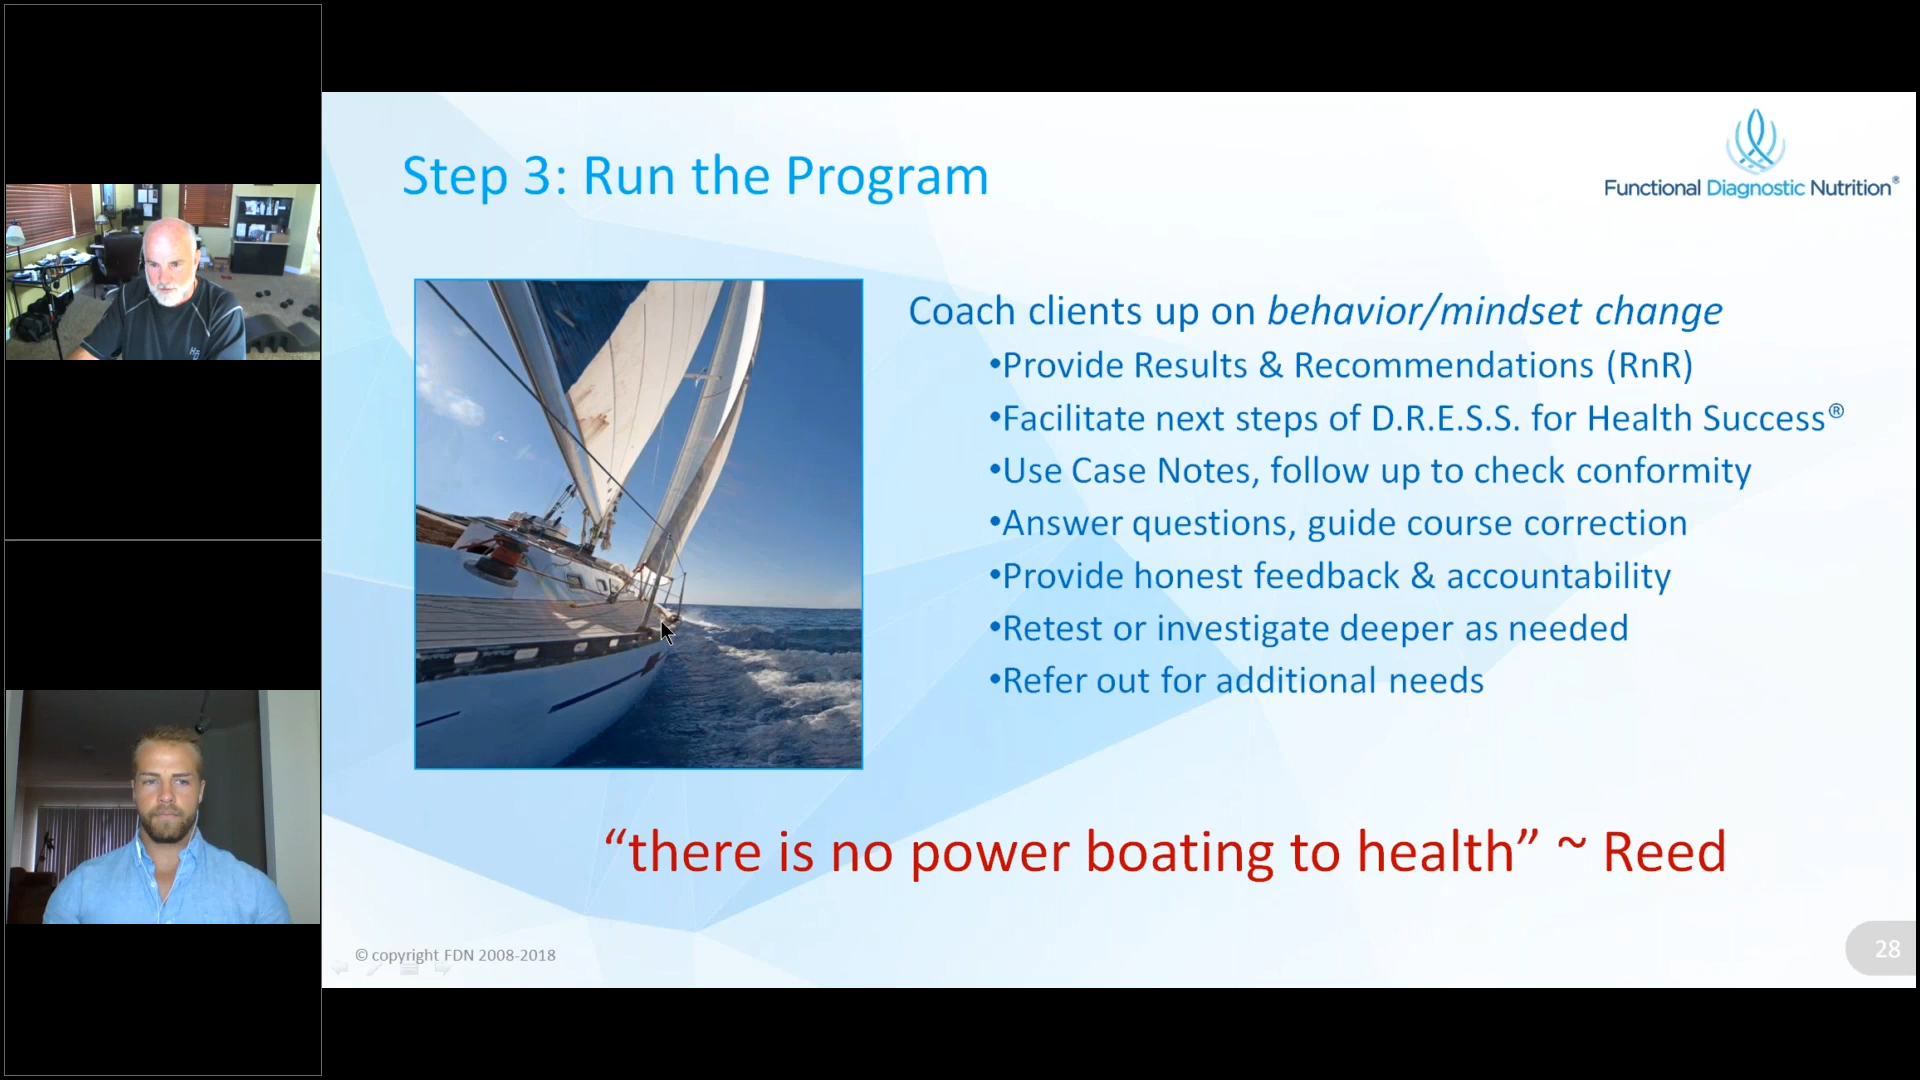 Step 3: Run the Program
Functional Diagnostic Nutrition®
Coach clients up on behavior/mindset change
•Provide Results & Recommendations (RnR)
•Facilitate next steps of D.R.E.S.S. for Health Success®
•Use Case Notes, follow up to check conformity
•Answer questions, guide course correction
•Provide honest feedback & accountability
•Retest or investigate deeper as needed
•Refer out for additional needs
“there is no power boating to health” ~ Reed
© copyright FDN 2008-2018
28